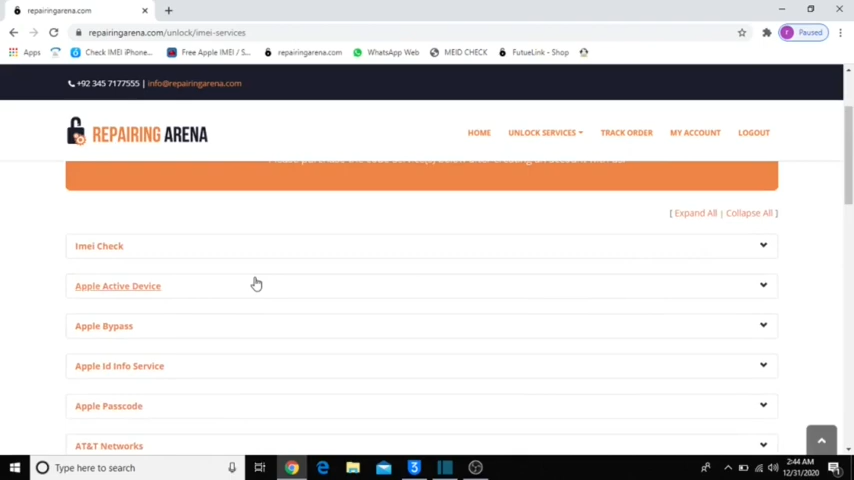 repairingarena.com
repairingarena.com/unlock/imei-services
r
Paused
Apps
Check IMEI iPhone...
Free Apple IMEI / S...
repairingarena.com
WhatsApp Web
MEID CHECK
FutueLink - Shop
+92 345 7177555 | info@repairingarena.com
REPAIRING ARENA
HOME
UNLOCK SERVICES
TRACK ORDER
MY ACCOUNT
LOGOUT
[ Expand All | Collapse All ]
Imei Check
Apple Active Device
Apple Bypass
Apple Id Info Service
Apple Passcode
AT&T Networks
Type here to search
2:44 AM
12/31/2020